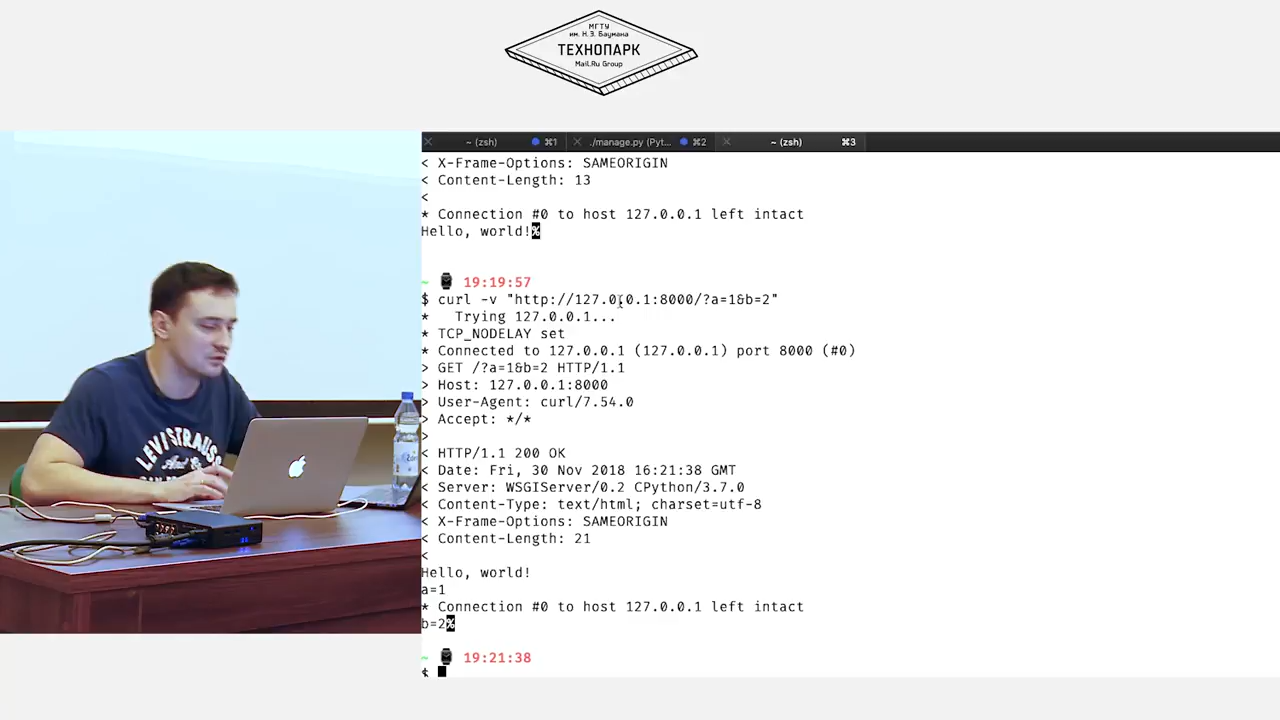 МГТУ
им. Н.Э. Баумана
ТЕХНОПАРК
Mail.Ru Group
~ (zsh) ⌘1 ./manage.py (Pyt... ⌘2 ~ (zsh) ⌘3
< X-Frame-Options: SAMEORIGIN
< Content-Length: 13
<
* Connection #0 to host 127.0.0.1 left intact
Hello, world!%
~ 19:19:57
$ curl -v "http://127.0.0.1:8000/?a=1&b=2"
*   Trying 127.0.0.1...
* TCP_NODELAY set
* Connected to 127.0.0.1 (127.0.0.1) port 8000 (#0)
> GET /?a=1&b=2 HTTP/1.1
> Host: 127.0.0.1:8000
> User-Agent: curl/7.54.0
> Accept: */*
>
< HTTP/1.1 200 OK
< Date: Fri, 30 Nov 2018 16:21:38 GMT
< Server: WSGIServer/0.2 CPython/3.7.0
< Content-Type: text/html; charset=utf-8
< X-Frame-Options: SAMEORIGIN
< Content-Length: 21
<
Hello, world!
a=1
* Connection #0 to host 127.0.0.1 left intact
b=2%
~ 19:21:38
$
LEVI STRAUSS